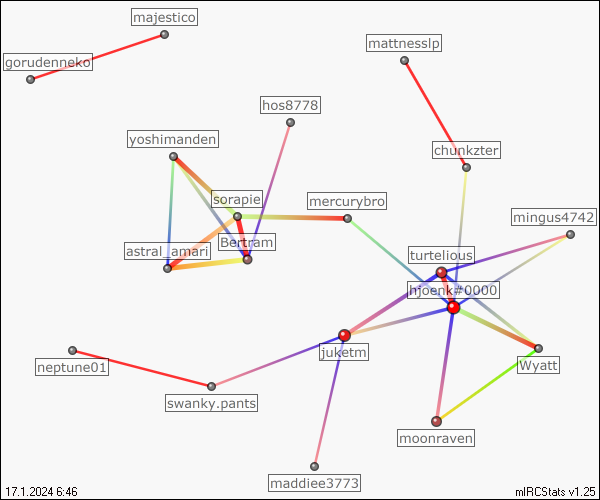 majestico
gorudenneko
mattnesslp
hos8778
yoshimanden
chunkzter
sorapie
mercurybro
mingus4742
astral_amari
Bertram
turtelious
hjoenk#0000
juketm
neptune01
Wyatt
swanky.pants
moonraven
maddiee3773
17.1.2024 6:46
mIRCStats v1.25